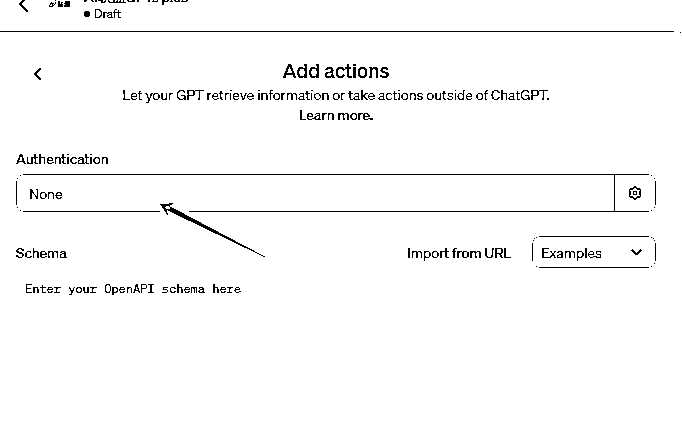 Draft
Add actions
Let your GPT retrieve information or take actions outside of ChatGPT.
Learn more.
Authentication
None
Schema
Import from URL
Examples
Enter your OpenAPI schema here